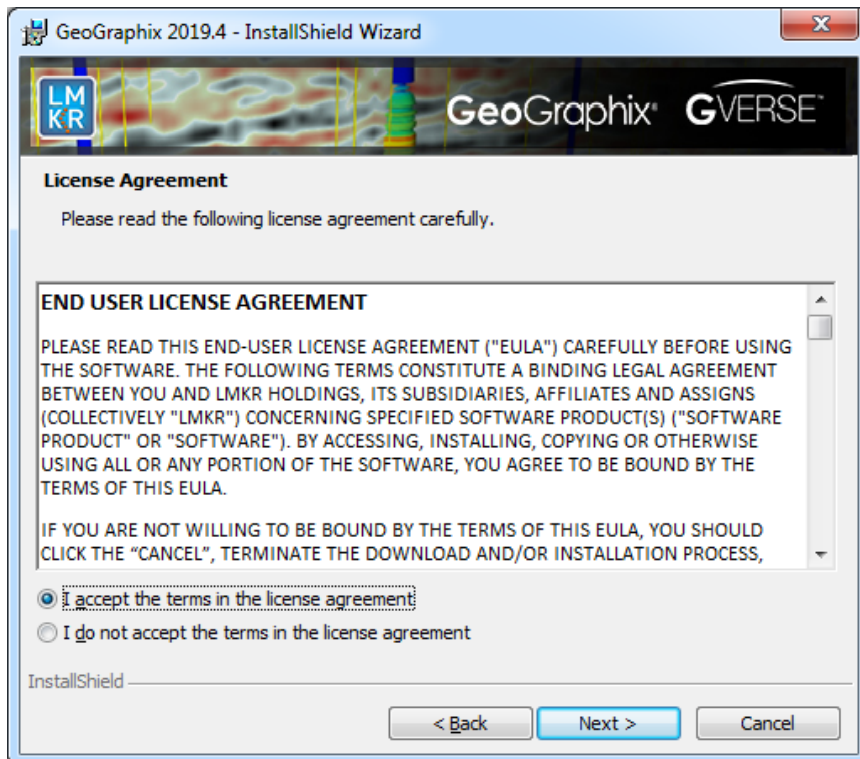 GeoGraphix 2019.4 - InstallShield Wizard
LM
KR
GeoGraphix® GVERSE™
License Agreement
Please read the following license agreement carefully.
END USER LICENSE AGREEMENT
PLEASE READ THIS END-USER LICENSE AGREEMENT ("EULA") CAREFULLY BEFORE USING
THE SOFTWARE. THE FOLLOWING TERMS CONSTITUTE A BINDING LEGAL AGREEMENT
BETWEEN YOU AND LMKR HOLDINGS, ITS SUBSIDIARIES, AFFILIATES AND ASSIGNS
(COLLECTIVELY "LMKR") CONCERNING SPECIFIED SOFTWARE PRODUCT(S) ("SOFTWARE
PRODUCT" OR "SOFTWARE"). BY ACCESSING, INSTALLING, COPYING OR OTHERWISE
USING ALL OR ANY PORTION OF THE SOFTWARE, YOU AGREE TO BE BOUND BY THE
TERMS OF THIS EULA.
IF YOU ARE NOT WILLING TO BE BOUND BY THE TERMS OF THIS EULA, YOU SHOULD
CLICK THE “CANCEL”, TERMINATE THE DOWNLOAD AND/OR INSTALLATION PROCESS,
I accept the terms in the license agreement
I do not accept the terms in the license agreement
InstallShield
< Back Next > Cancel